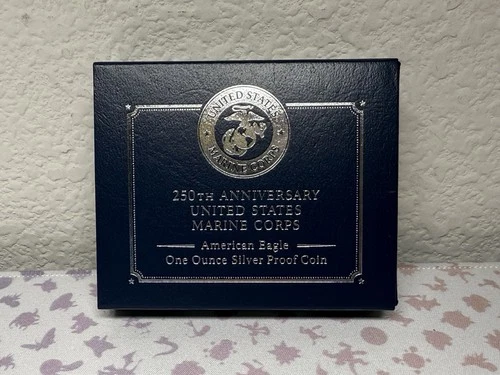 UNITED STATES
MARINE CORPS
250TH ANNIVERSARY
UNITED STATES
MARINE CORPS
American Eagle
One Ounce Silver Proof Coin